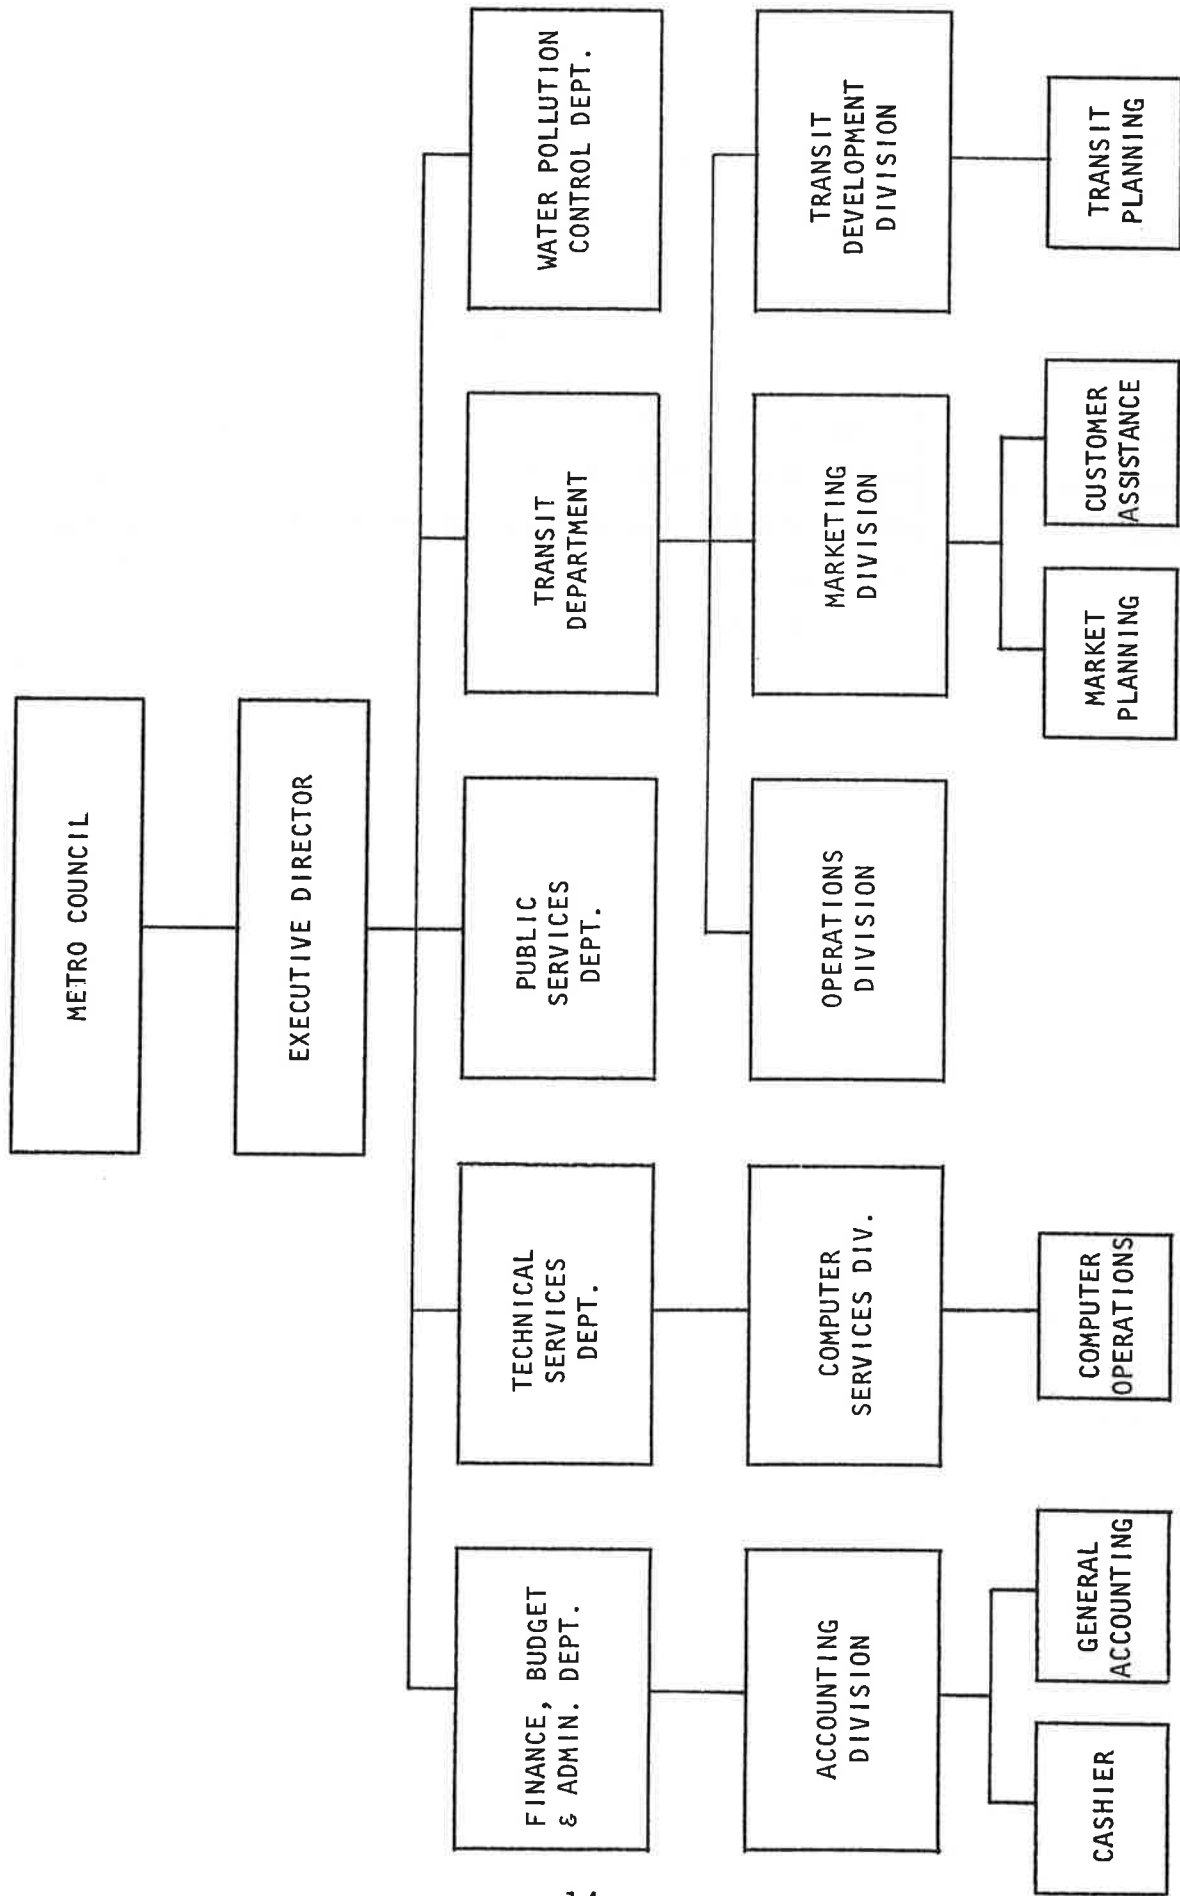 METRO COUNCIL
EXECUTIVE DIRECTOR
FINANCE, BUDGET
& ADMIN. DEPT.
TECHNICAL
SERVICES
DEPT.
PUBLIC
SERVICES
DEPT.
TRANSIT
DEPARTMENT
WATER POLLUTION
CONTROL DEPT.
ACCOUNTING
DIVISION
COMPUTER
SERVICES DIV.
OPERATIONS
DIVISION
MARKETING
DIVISION
TRANSIT
DEVELOPMENT
DIVISION
CASHIER
GENERAL
ACCOUNTING
COMPUTER
OPERATIONS
MARKET
PLANNING
CUSTOMER
ASSISTANCE
TRANSIT
PLANNING